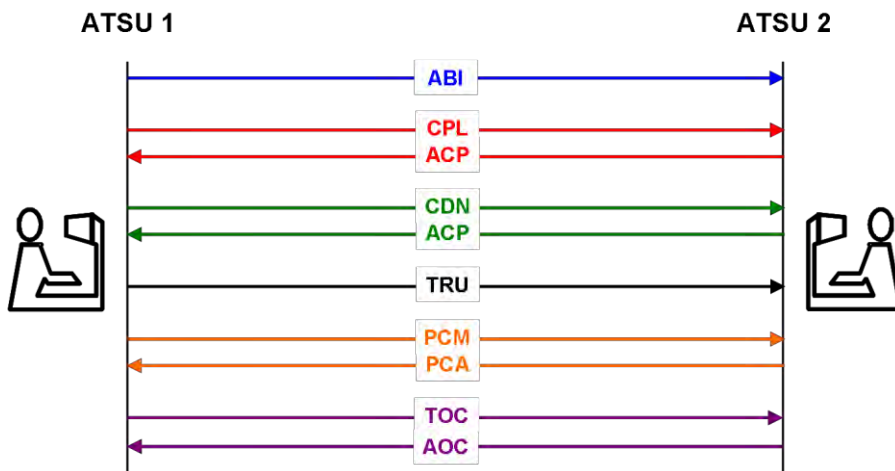 ATSU 1
ATSU 2
ABI
CPL
ACP
CDN
ACP
TRU
PCM
PCA
TOC
AOC